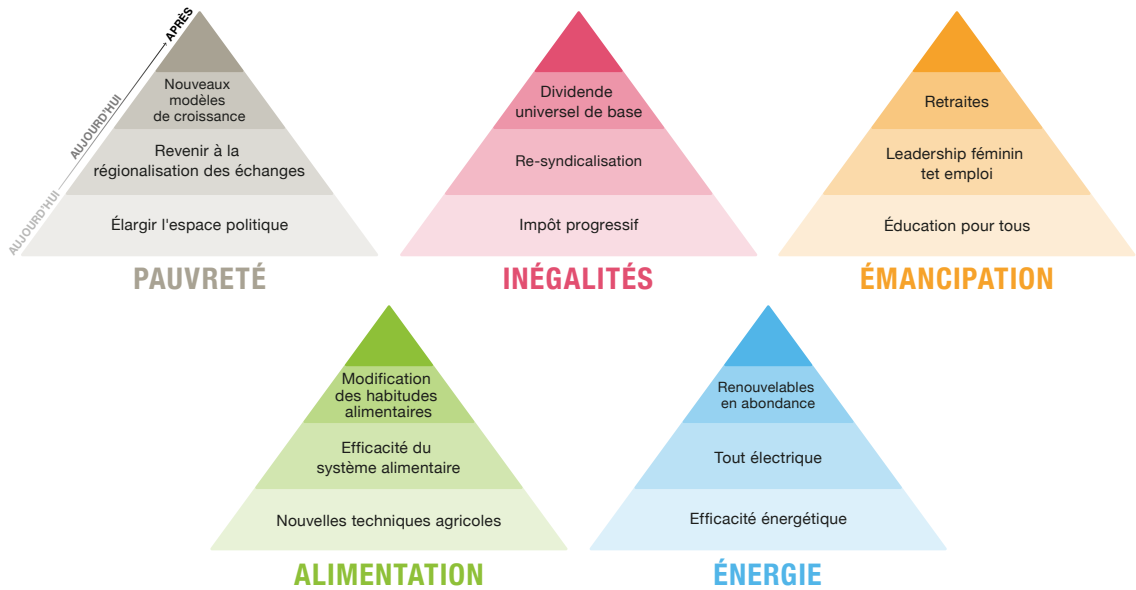 APRÈS
AUJOURD'HUI
AUJOURD'HUI
Nouveaux
modèles
de croissance
Revenir à la
régionalisation des échanges
Élargir l'espace politique
PAUVRETÉ
Dividende
universel de base
Re-syndicalisation
Impôt progressif
INÉGALITÉS
Retraites
Leadership féminin
tet emploi
Éducation pour tous
ÉMANCIPATION
Modification
des habitudes
alimentaires
Efficacité du
système alimentaire
Nouvelles techniques agricoles
ALIMENTATION
Renouvelables
en abondance
Tout électrique
Efficacité énergétique
ÉNERGIE